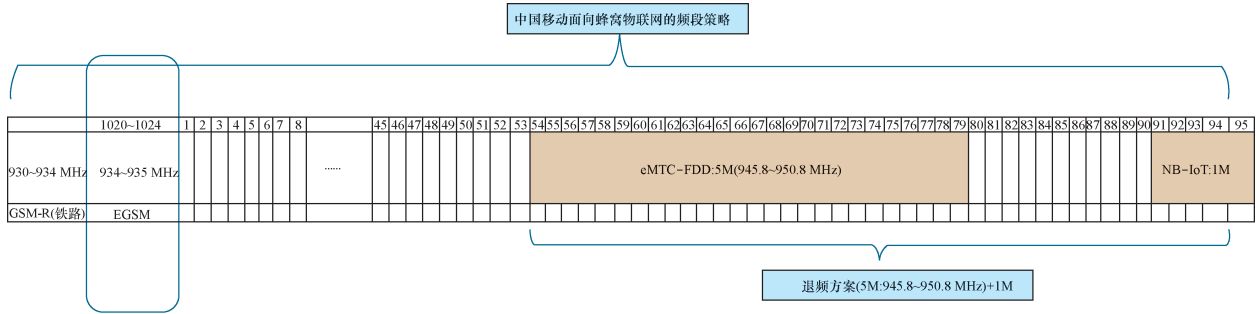 中国移动面向蜂窝物联网的频段策略
1020~1024 1 2 3 4 5 6 7 8 45 46 47 48 49 50 51 52 53 54 55 56 57 58 59 60 61 62 63 64 65 66 67 68 69 70 71 72 73 74 75 76 77 78 79 80 81 82 83 84 85 86 87 88 89 90 91 92 93 94 95
930~934 MHz 934~935 MHz ...... eMTC-FDD:5M(945.8~950.8 MHz) NB-IoT:1M
GSM-R(铁路) EGSM
退频方案(5M:945.8~950.8 MHz)+1M